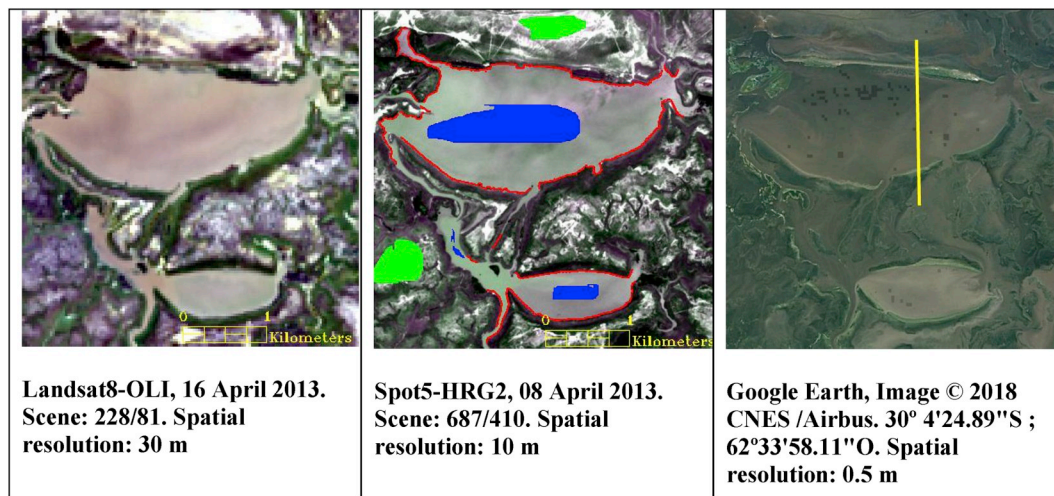 0 1
Kilometers
0 1
Kilometers
Landsat8-OLI, 16 April 2013.
Scene: 228/81. Spatial
resolution: 30 m
Spot5-HRG2, 08 April 2013.
Scene: 687/410. Spatial
resolution: 10 m
Google Earth, Image © 2018
CNES /Airbus. 30º 4'24.89"S ;
62º33'58.11"O. Spatial
resolution: 0.5 m